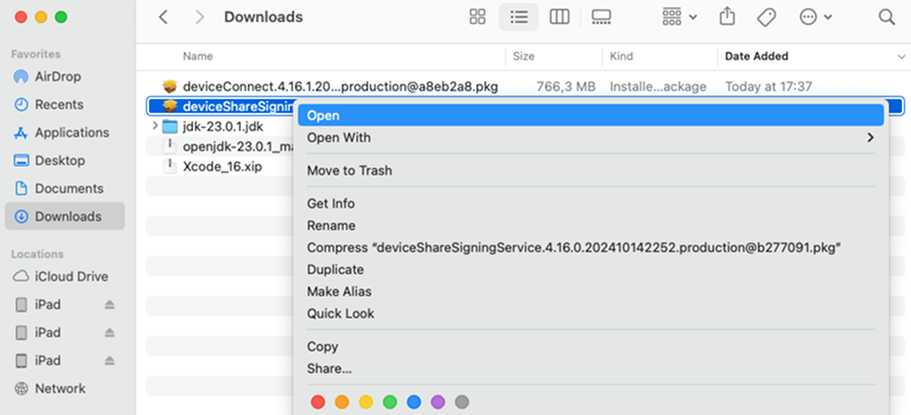 Downloads
Favorites
AirDrop
Recents
Applications
Desktop
Documents
Downloads
Locations
iCloud Drive
iPad
iPad
iPad
Network
Name Size Kind Date Added
deviceConnect.4.16.1.20...production@a8eb2a8.pkg 766,3 MB Installe...ackage Today at 17:37
deviceShareSigning
jdk-23.0.1.jdk
openjdk-23.0.1_ma
Xcode_16.xip
Open
Open With
Move to Trash
Get Info
Rename
Compress “deviceShareSigningService.4.16.0.202410142252.production@b277091.pkg”
Duplicate
Make Alias
Quick Look
Copy
Share...